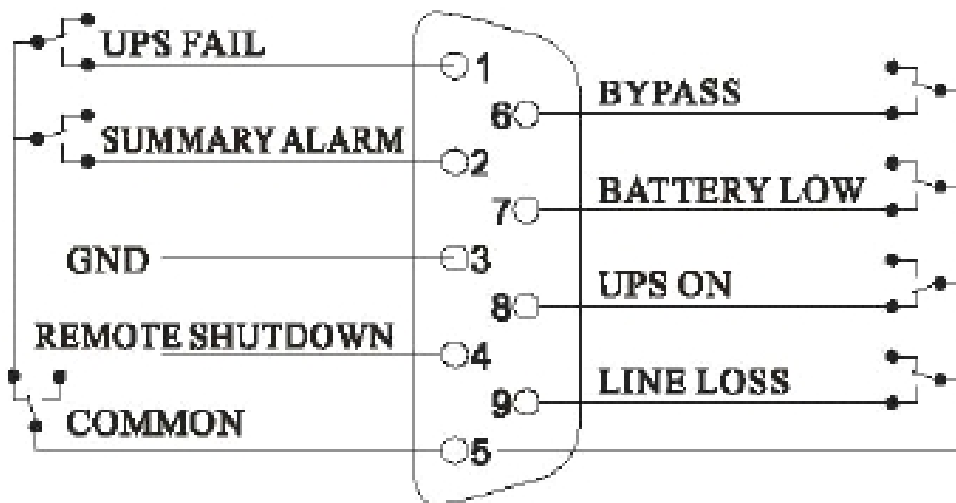 UPS FAIL
1
BYPASS
6
SUMMARY ALARM
2
BATTERY LOW
7
GND
3
UPS ON
8
REMOTE SHUTDOWN
4
LINE LOSS
9
COMMON
5